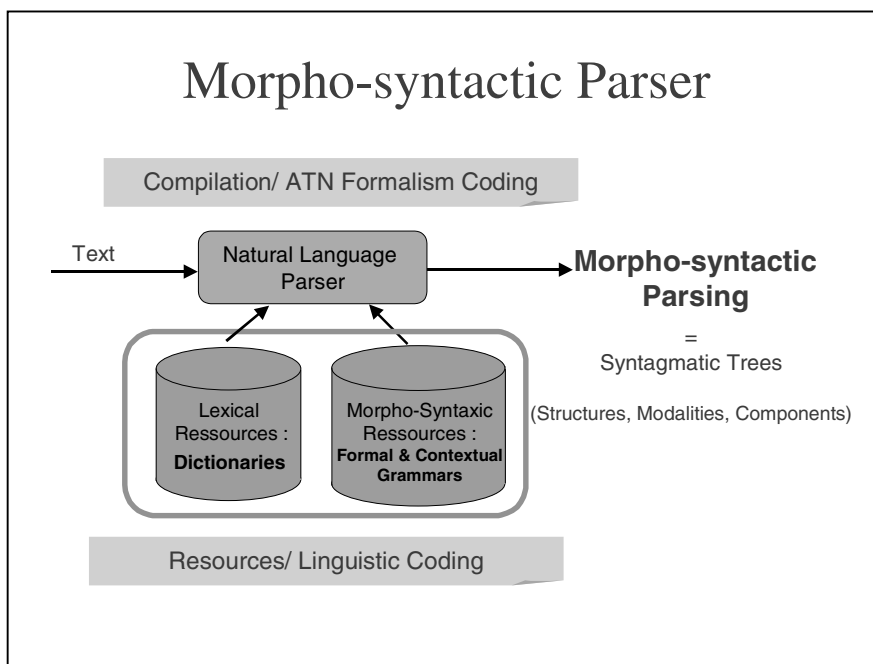 Morpho-syntactic Parser
Compilation/ ATN Formalism Coding
Text
Natural Language
Parser
Morpho-syntactic
Parsing
=
Syntagmatic Trees
(Structures, Modalities, Components)
Lexical
Ressources :
Dictionaries
Morpho-Syntaxic
Ressources :
Formal & Contextual
Grammars
Resources/ Linguistic Coding